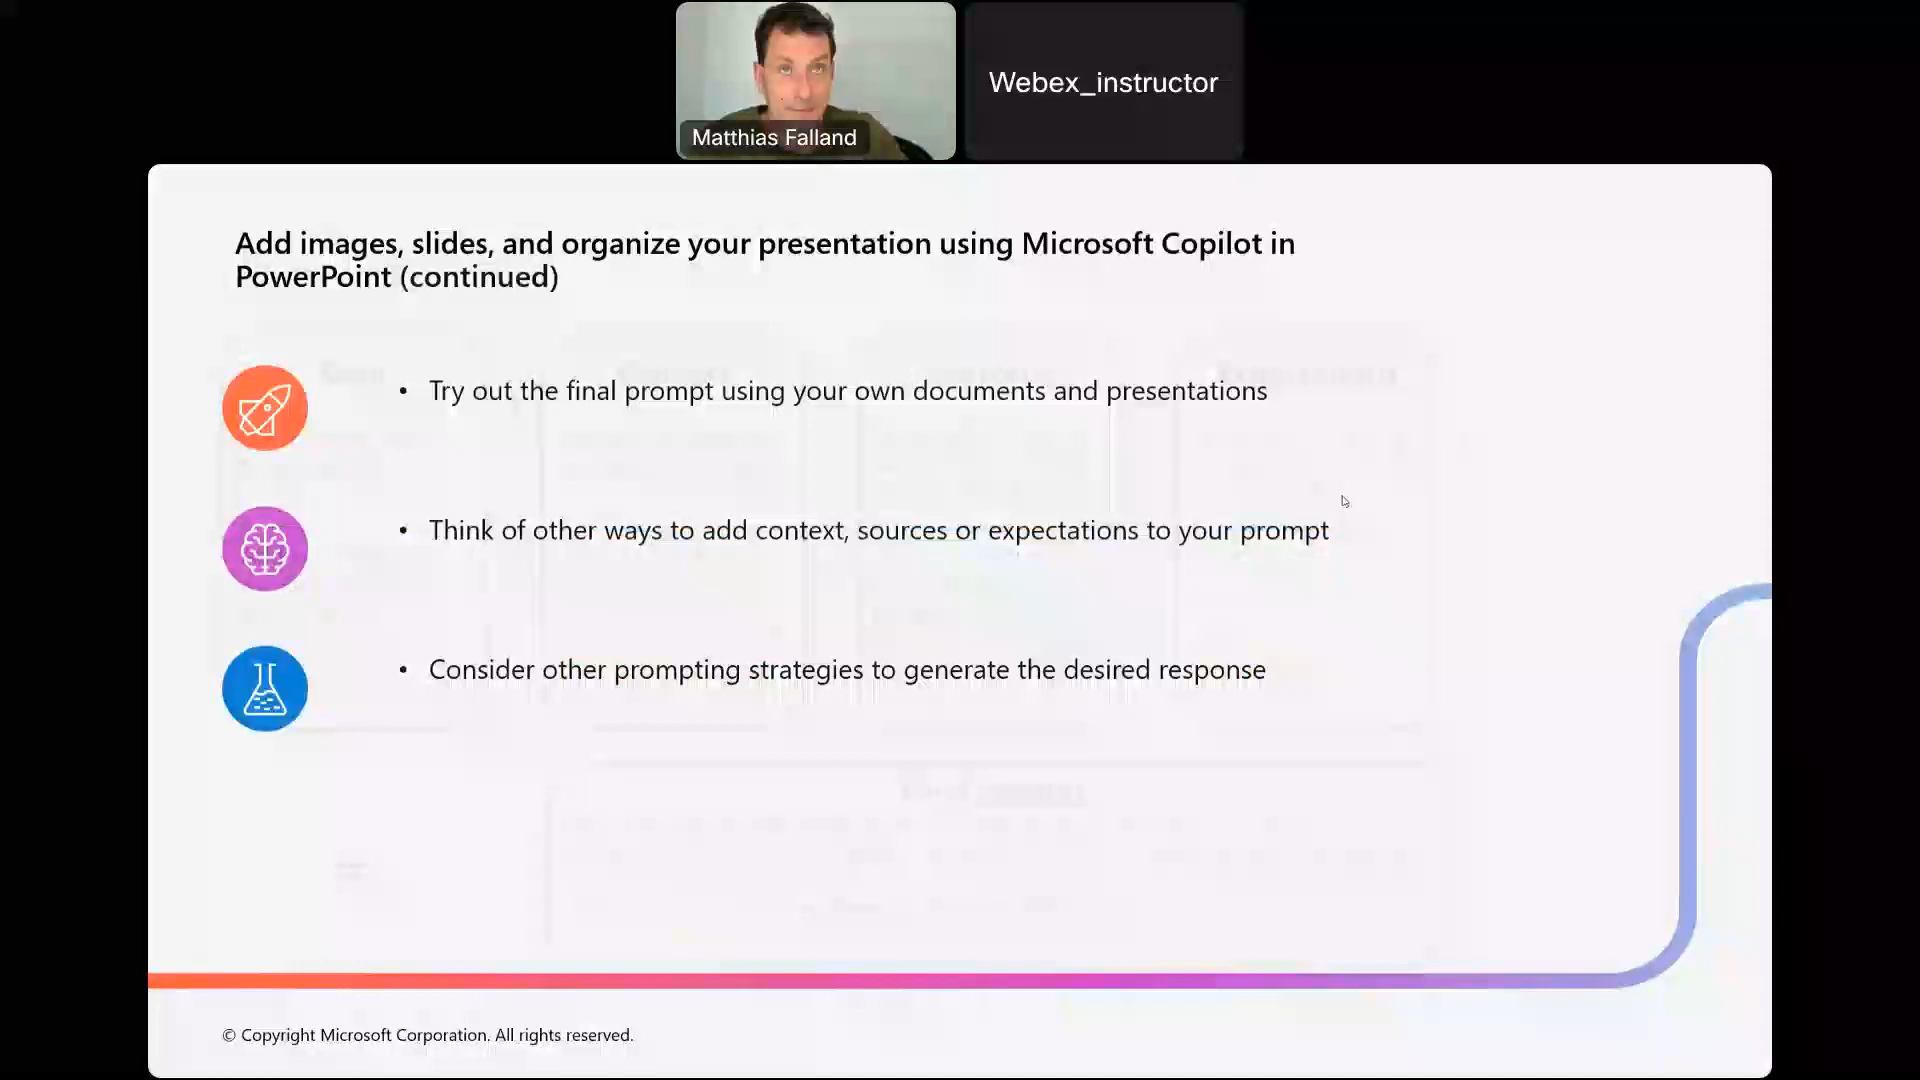 Webex_instructor
Matthias Falland
Add images, slides, and organize your presentation using Microsoft Copilot in
PowerPoint (continued)
• Try out the final prompt using your own documents and presentations
• Think of other ways to add context, sources or expectations to your prompt
• Consider other prompting strategies to generate the desired response
© Copyright Microsoft Corporation. All rights reserved.